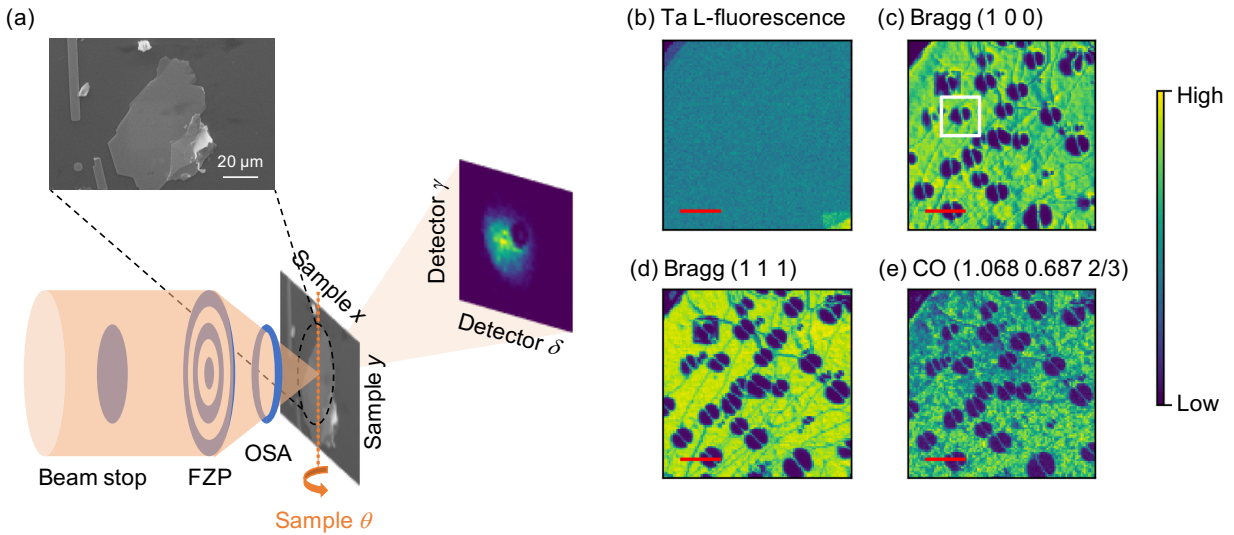 (a)
20 μm
Sample x
Sample y
Detector γ
Detector δ
Beam stop
FZP
OSA
Sample θ
(b) Ta L-fluorescence
(c) Bragg (1 0 0)
(d) Bragg (1 1 1)
(e) CO (1.068 0.687 2/3)
High
Low